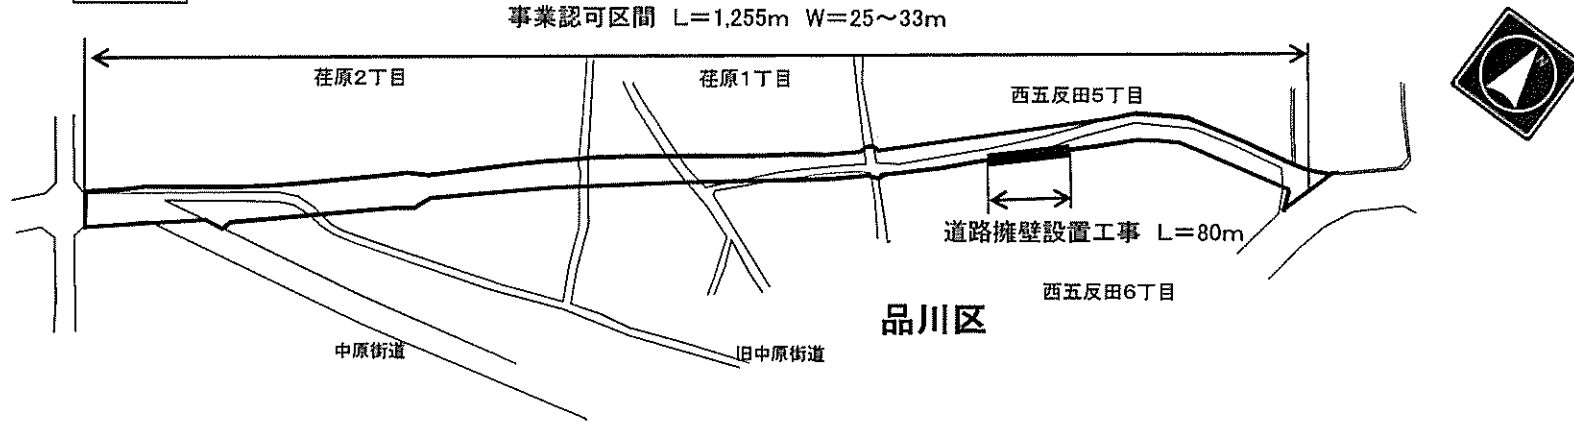 事業認可区間 L=1,255m W=25~33m
荏原2丁目
荏原1丁目
西五反田5丁目
N
道路擁壁設置工事 L=80m
西五反田6丁目
品川区
中原街道
旧中原街道